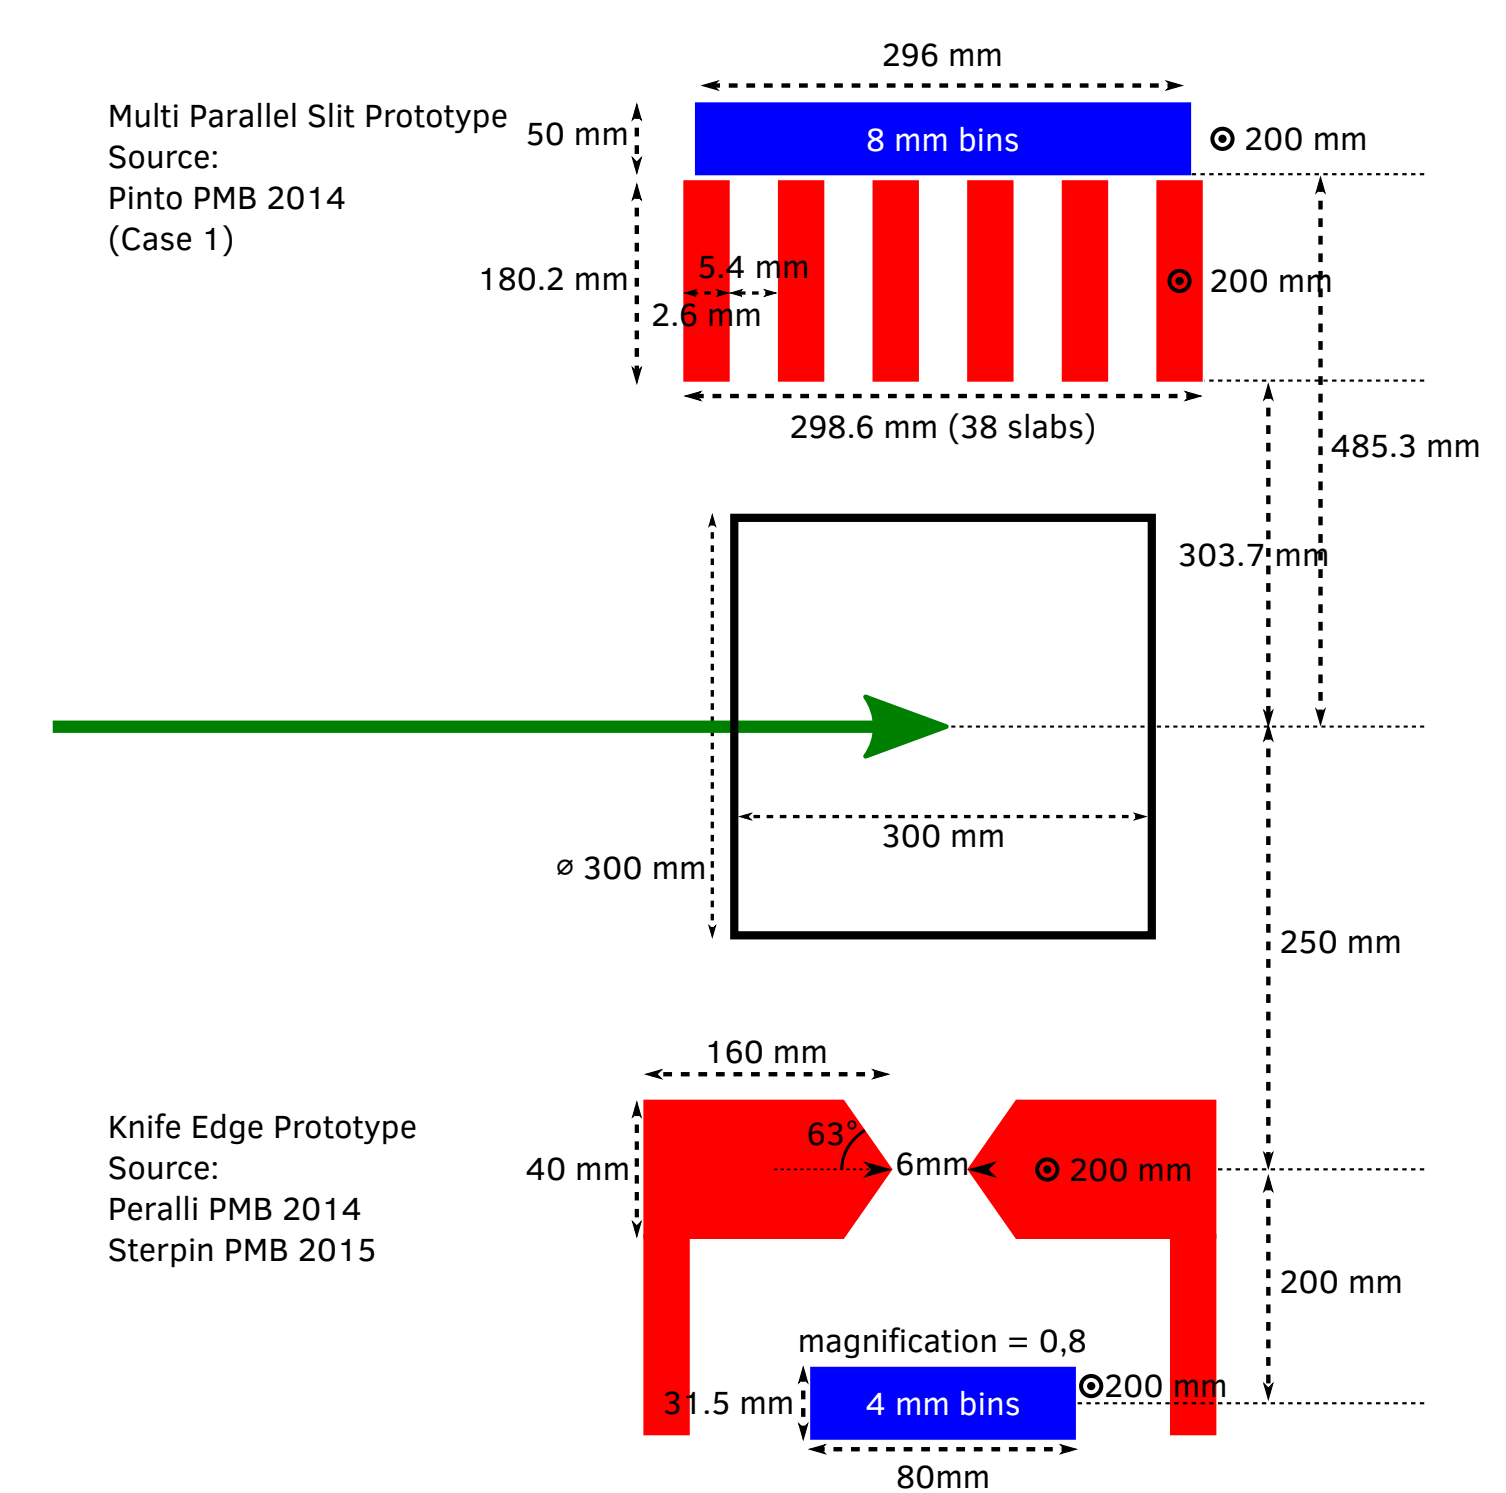 296 mm
Multi Parallel Slit Prototype
Source:
Pinto PMB 2014
(Case 1)
50 mm
8 mm bins
200 mm
180.2 mm
5.4 mm
2.6 mm
200 mm
298.6 mm (38 slabs)
485.3 mm
303.7 mm
300 mm
⌀ 300 mm
250 mm
160 mm
Knife Edge Prototype
Source:
Peralli PMB 2014
Sterpin PMB 2015
40 mm
63°
6mm
200 mm
200 mm
magnification = 0,8
31.5 mm
4 mm bins
200 mm
80mm